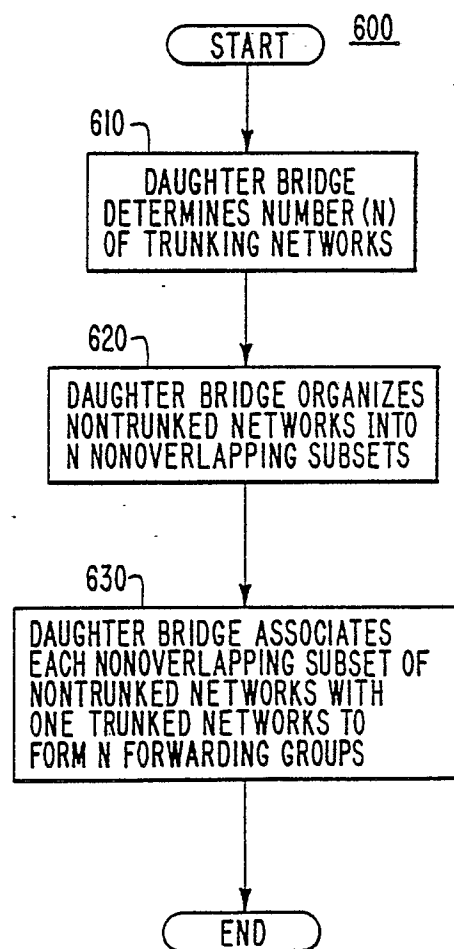 START
600
610
DAUGHTER BRIDGE
DETERMINES NUMBER (N)
OF TRUNKING NETWORKS
620
DAUGHTER BRIDGE ORGANIZES
NONTRUNKED NETWORKS INTO
N NONOVERLAPPING SUBSETS
630
DAUGHTER BRIDGE ASSOCIATES
EACH NONOVERLAPPING SUBSET OF
NONTRUNKED NETWORKS WITH
ONE TRUNKED NETWORKS TO
FORM N FORWARDING GROUPS
END